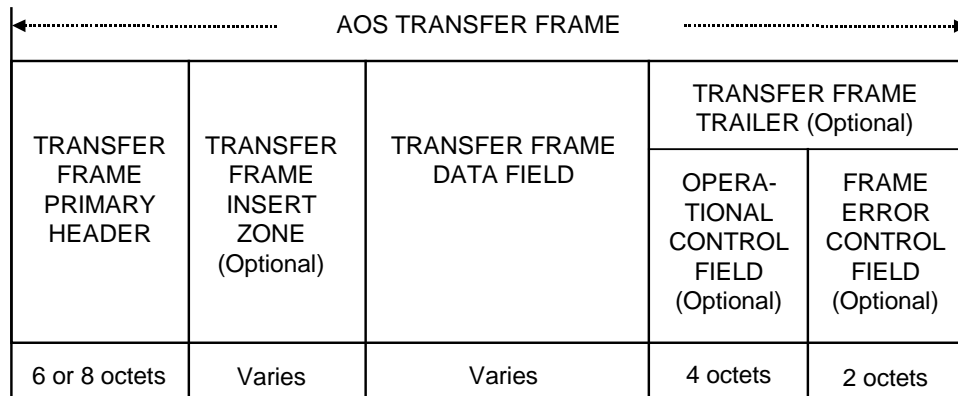 AOS TRANSFER FRAME
TRANSFER
FRAME
PRIMARY
HEADER
TRANSFER
FRAME
INSERT
ZONE
(Optional)
TRANSFER FRAME
DATA FIELD
TRANSFER FRAME
TRAILER (Optional)
OPERA-
TIONAL
CONTROL
FIELD
(Optional)
FRAME
ERROR
CONTROL
FIELD
(Optional)
6 or 8 octets
Varies
Varies
4 octets
2 octets